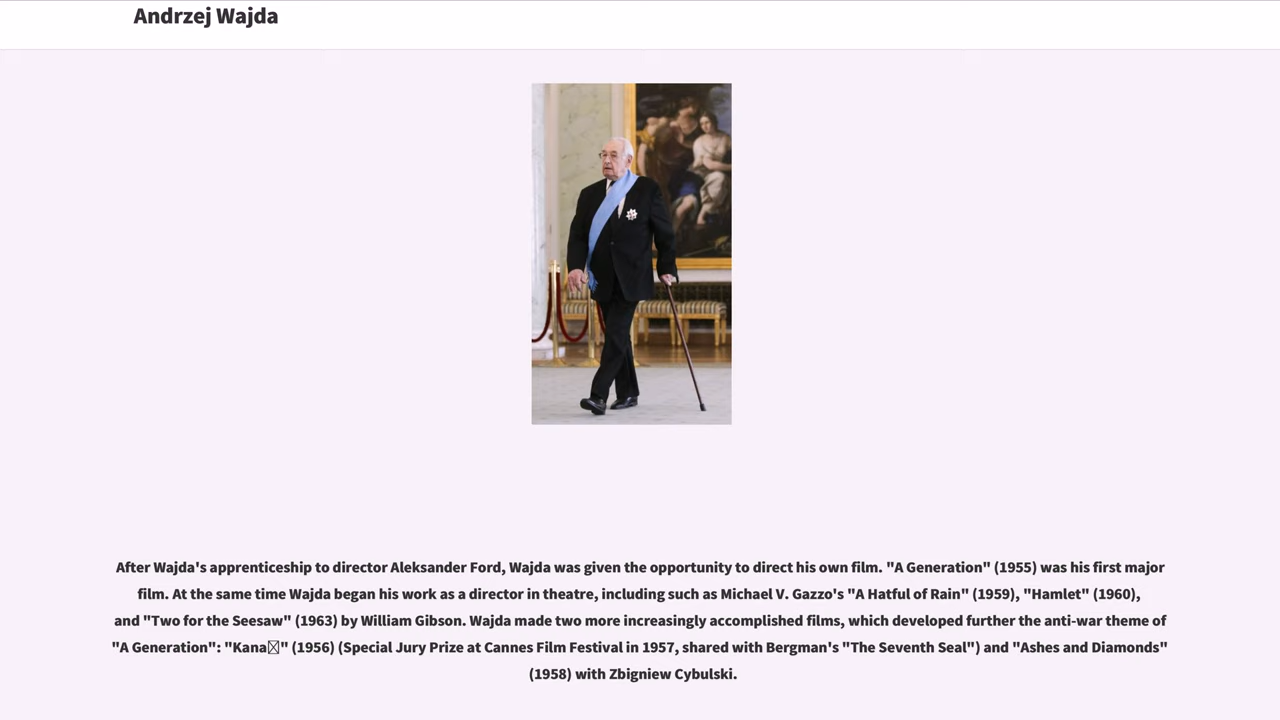 Andrzej Wajda
After Wajda's apprenticeship to director Aleksander Ford, Wajda was given the opportunity to direct his own film. "A Generation" (1955) was his first major
film. At the same time Wajda began his work as a director in theatre, including such as Michael V. Gazzo's "A Hatful of Rain" (1959), "Hamlet" (1960),
and "Two for the Seesaw" (1963) by William Gibson. Wajda made two more increasingly accomplished films, which developed further the anti-war theme of
"A Generation": "Kana□" (1956) (Special Jury Prize at Cannes Film Festival in 1957, shared with Bergman's "The Seventh Seal") and "Ashes and Diamonds"
(1958) with Zbigniew Cybulski.